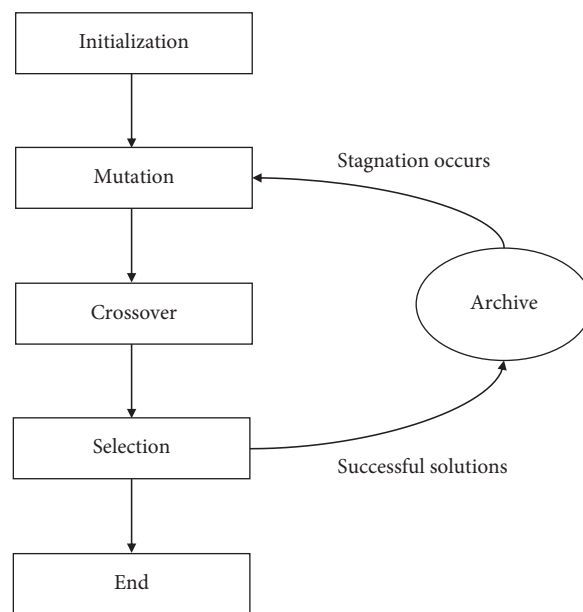 Initialization
Stagnation occurs
Mutation
Crossover
Archive
Selection
Successful solutions
End